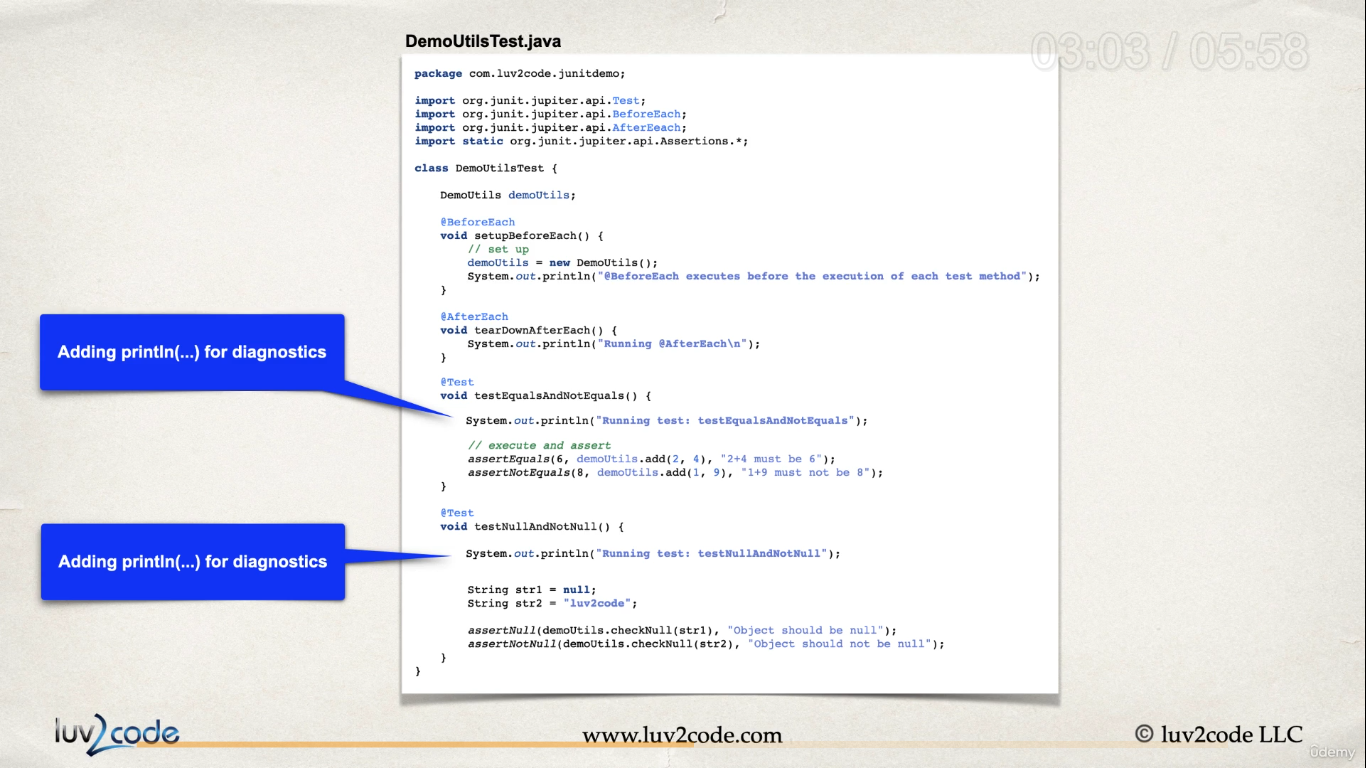 DemoUtilsTest.java
03:03 / 05:58
package com.luv2code.junitdemo;
import org.junit.jupiter.api.Test;
import org.junit.jupiter.api.BeforeEach;
import org.junit.jupiter.api.AfterEeach;
import static org.junit.jupiter.api.Assertions.*;
class DemoUtilsTest {
DemoUtils demoUtils;
@BeforeEach
void setupBeforeEach() {
// set up
demoUtils = new DemoUtils();
System.out.println("@BeforeEach executes before the execution of each test method");
}
@AfterEach
void tearDownAfterEach() {
System.out.println("Running @AfterEach\n");
}
@Test
void testEqualsAndNotEquals() {
System.out.println("Running test: testEqualsAndNotEquals");
// execute and assert
assertEquals(6, demoUtils.add(2, 4), "2+4 must be 6");
assertNotEquals(8, demoUtils.add(1, 9), "1+9 must not be 8");
}
@Test
void testNullAndNotNull() {
System.out.println("Running test: testNullAndNotNull");
String str1 = null;
String str2 = "luv2code";
assertNull(demoUtils.checkNull(str1), "Object should be null");
assertNotNull(demoUtils.checkNull(str2), "Object should not be null");
}
}
Adding println(...) for diagnostics
Adding println(...) for diagnostics
luv2code
www.luv2code.com
© luv2code LLC
ûdemy